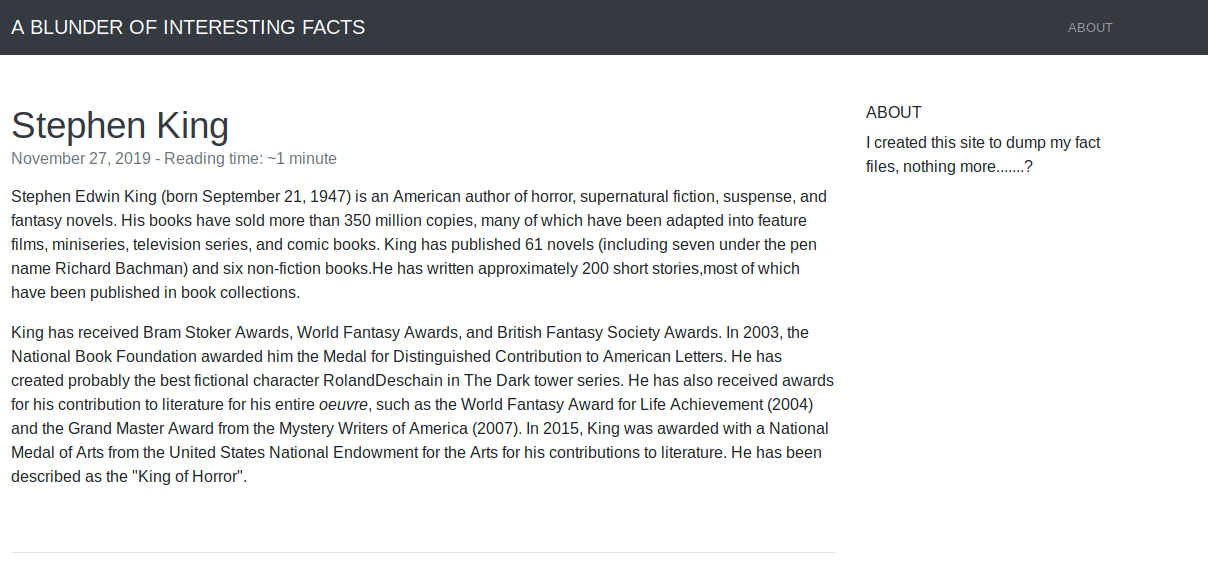 A BLUNDER OF INTERESTING FACTS
ABOUT
Stephen King
November 27, 2019 - Reading time: ~1 minute
Stephen Edwin King (born September 21, 1947) is an American author of horror, supernatural fiction, suspense, and
fantasy novels. His books have sold more than 350 million copies, many of which have been adapted into feature
films, miniseries, television series, and comic books. King has published 61 novels (including seven under the pen
name Richard Bachman) and six non-fiction books.He has written approximately 200 short stories,most of which
have been published in book collections.
King has received Bram Stoker Awards, World Fantasy Awards, and British Fantasy Society Awards. In 2003, the
National Book Foundation awarded him the Medal for Distinguished Contribution to American Letters. He has
created probably the best fictional character RolandDeschain in The Dark tower series. He has also received awards
for his contribution to literature for his entire oeuvre, such as the World Fantasy Award for Life Achievement (2004)
and the Grand Master Award from the Mystery Writers of America (2007). In 2015, King was awarded with a National
Medal of Arts from the United States National Endowment for the Arts for his contributions to literature. He has been
described as the "King of Horror".
ABOUT
I created this site to dump my fact
files, nothing more.......?